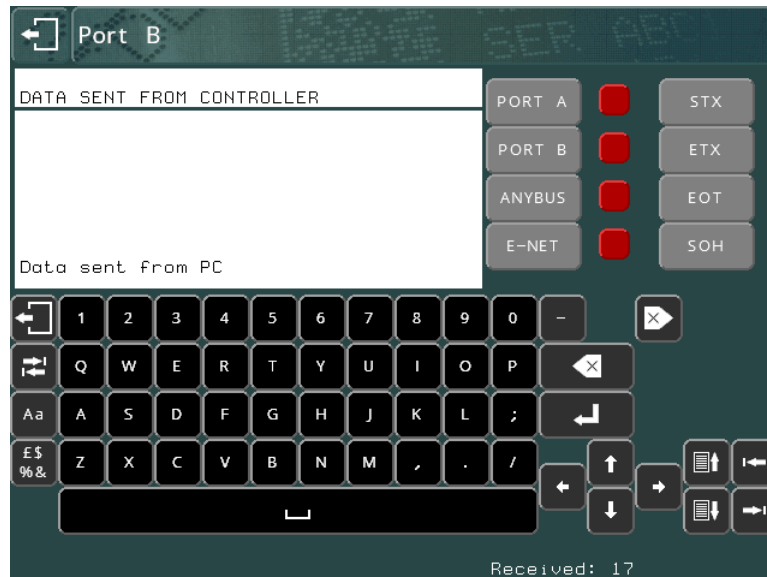 Port B
DATA SENT FROM CONTROLLER
Data sent from PC
PORT A STX
PORT B ETX
ANYBUS EOT
E-NET SOH
1 2 3 4 5 6 7 8 9 0 -
Q W E R T Y U I O P
Aa A S D F G H J K L ;
£$
%& Z X C V B N M , . /
Received: 17